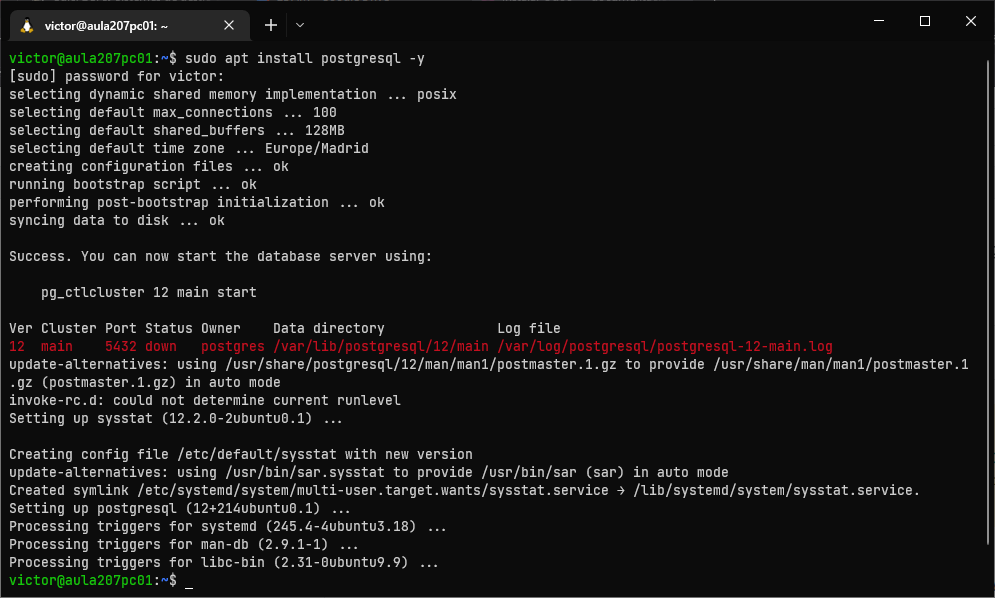 victor@aula207pc01: ~
victor@aula207pc01:~$ sudo apt install postgresql -y
[sudo] password for victor:
selecting dynamic shared memory implementation ... posix
selecting default max_connections ... 100
selecting default shared_buffers ... 128MB
selecting default time zone ... Europe/Madrid
creating configuration files ... ok
running bootstrap script ... ok
performing post-bootstrap initialization ... ok
syncing data to disk ... ok

Success. You can now start the database server using:

    pg_ctlcluster 12 main start

Ver Cluster Port Status Owner    Data directory              Log file
12  main    5432 down   postgres /var/lib/postgresql/12/main /var/log/postgresql/postgresql-12-main.log
update-alternatives: using /usr/share/postgresql/12/man/man1/postmaster.1.gz to provide /usr/share/man/man1/postmaster.1
.gz (postmaster.1.gz) in auto mode
invoke-rc.d: could not determine current runlevel
Setting up sysstat (12.2.0-2ubuntu0.1) ...

Creating config file /etc/default/sysstat with new version
update-alternatives: using /usr/bin/sar.sysstat to provide /usr/bin/sar (sar) in auto mode
Created symlink /etc/systemd/system/multi-user.target.wants/sysstat.service → /lib/systemd/system/sysstat.service.
Setting up postgresql (12+214ubuntu0.1) ...
Processing triggers for systemd (245.4-4ubuntu3.18) ...
Processing triggers for man-db (2.9.1-1) ...
Processing triggers for libc-bin (2.31-0ubuntu9.9) ...
victor@aula207pc01:~$ _